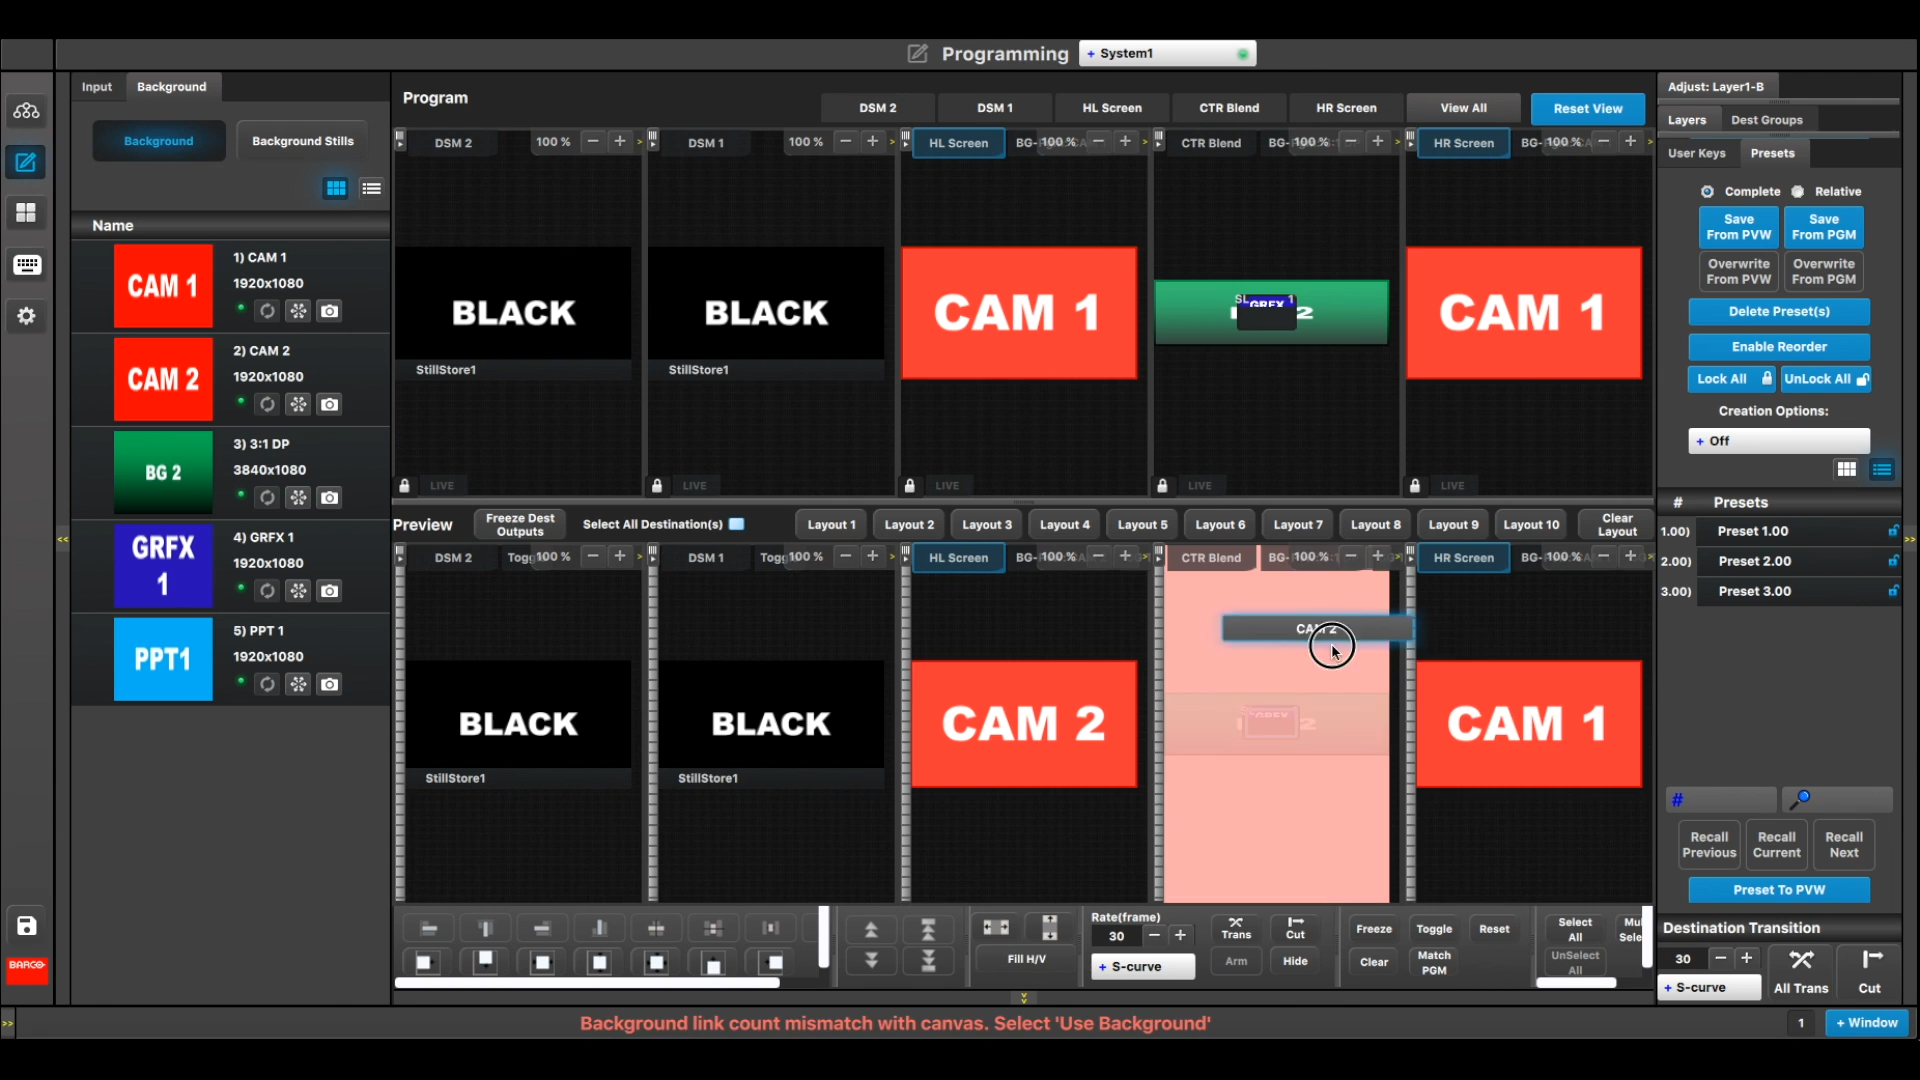 Programming
+ System1
Input
Background
Background
Background Stills
Name
CAM 1
1) CAM 1
1920x1080
CAM 2
2) CAM 2
1920x1080
BG 2
3) 3:1 DP
3840x1080
GRFX
1
4) GRFX 1
1920x1080
PPT1
5) PPT 1
1920x1080
BARCO
Program
DSM 2
DSM 1
HL Screen
CTR Blend
HR Screen
View All
Reset View
DSM 2
100 %
DSM 1
100 %
HL Screen
BG-
100 %
CTR Blend
BG-
100 %
HR Screen
BG-
100 %
BLACK
StillStore1
BLACK
StillStore1
CAM 1
GRFX
2
CAM 1
LIVE
LIVE
LIVE
LIVE
LIVE
Preview
Freeze Dest
Outputs
Select All Destination(s)
Layout 1
Layout 2
Layout 3
Layout 4
Layout 5
Layout 6
Layout 7
Layout 8
Layout 9
Layout 10
Clear
Layout
DSM 2
Togg
100 %
DSM 1
Togg
100 %
HL Screen
BG-
100 %
CTR Blend
BG-
100 %
HR Screen
BG-
100 %
BLACK
StillStore1
BLACK
StillStore1
CAM 2
CAM 2
GRFX
2
CAM 1
Fill H/V
Rate(frame)
30
+ S-curve
Trans
Cut
Arm
Hide
Freeze
Toggle
Reset
Clear
Match
PGM
Select
All
UnSelect
All
Mul
Sele
Adjust: Layer1-B
Layers
Dest Groups
User Keys
Presets
Complete
Relative
Save
From PVW
Save
From PGM
Overwrite
From PVW
Overwrite
From PGM
Delete Preset(s)
Enable Reorder
Lock All
UnLock All
Creation Options:
+ Off
# Presets
1.00) Preset 1.00
2.00) Preset 2.00
3.00) Preset 3.00
#
Recall
Previous
Recall
Current
Recall
Next
Preset To PVW
Destination Transition
30
+ S-curve
All Trans
Cut
Background link count mismatch with canvas. Select 'Use Background'
1
+ Window